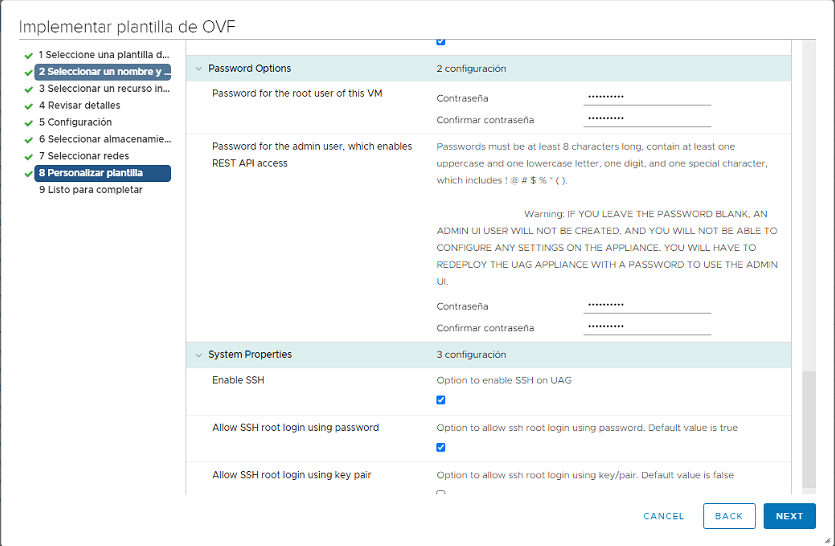 Implementar plantilla de OVF
1 Seleccione una plantilla d...
2 Seleccionar un nombre y ...
3 Seleccionar un recurso in...
4 Revisar detalles
5 Configuración
6 Seleccionar almacenamie...
7 Seleccionar redes
8 Personalizar plantilla
9 Listo para completar
Password Options 2 configuración
Password for the root user of this VM
Contraseña ••••••••••
Confirmar contraseña ••••••••••
Password for the admin user, which enables
REST API access
Passwords must be at least 8 characters long, contain at least one
uppercase and one lowercase letter, one digit, and one special character,
which includes ! @ # $ % * ( ).
Warning: IF YOU LEAVE THE PASSWORD BLANK, AN
ADMIN UI USER WILL NOT BE CREATED, AND YOU WILL NOT BE ABLE TO
CONFIGURE ANY SETTINGS ON THE APPLIANCE. YOU WILL HAVE TO
REDEPLOY THE UAG APPLIANCE WITH A PASSWORD TO USE THE ADMIN
UI.
Contraseña ••••••••••
Confirmar contraseña ••••••••••
System Properties 3 configuración
Enable SSH Option to enable SSH on UAG
Allow SSH root login using password Option to allow ssh root login using password. Default value is true
Allow SSH root login using key pair Option to allow ssh root login using key/pair. Default value is false
CANCEL BACK NEXT